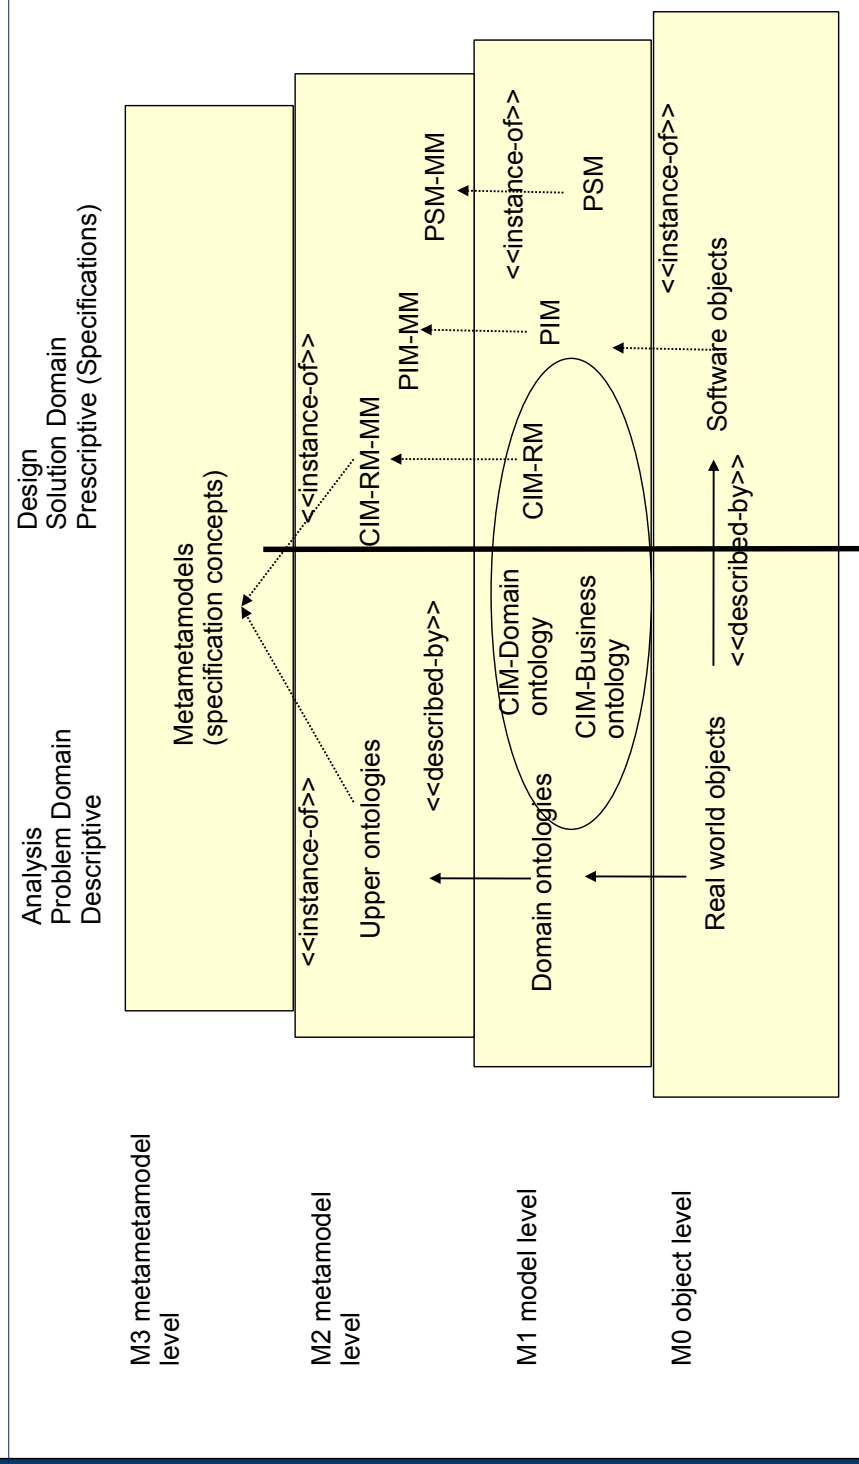 Analysis
Problem Domain
Descriptive
Design
Solution Domain
Prescriptive (Specifications)
M3 metametamodel
level
Metametamodels
(specification concepts)
M2 metamodel
level
<<instance-of>>
<<instance-of>>
Upper ontologies
CIM-RM-MM
PIM-MM
PSM-MM
<<described-by>>
M1 model level
<<instance-of>>
Domain ontologies
CIM-Domain
ontology
CIM-Business
ontology
CIM-RM
PIM
PSM
M0 object level
<<instance-of>>
Real world objects
Software objects
<<described-by>>